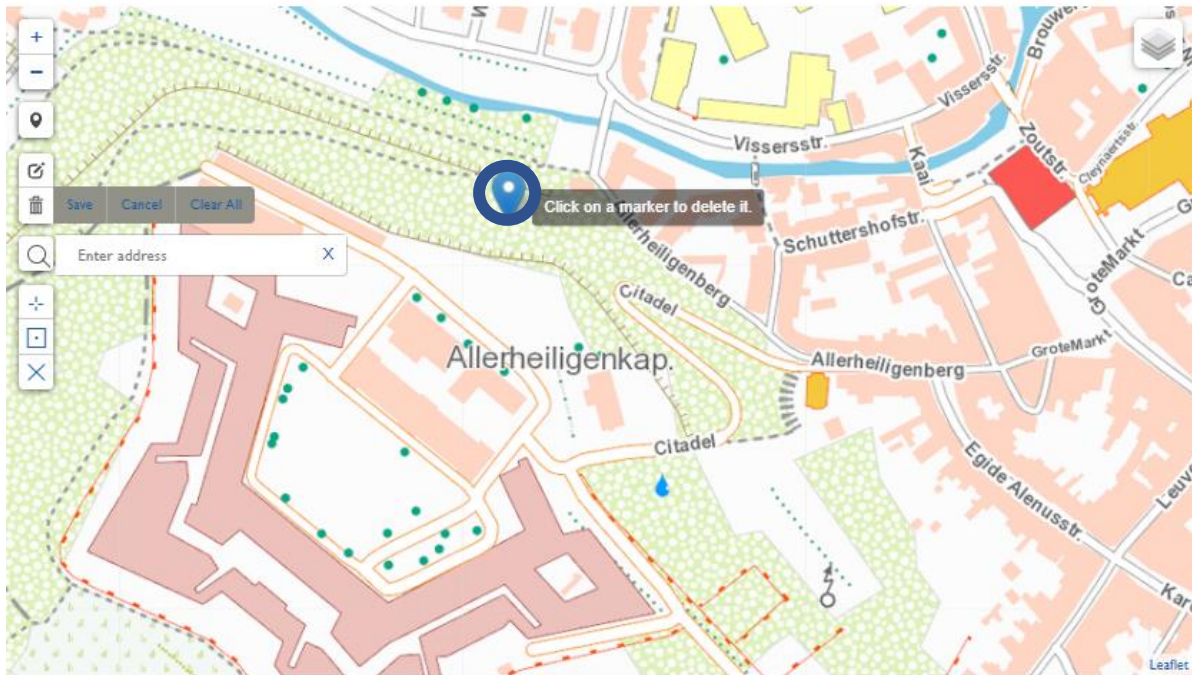 +
−
Save
Cancel
Clear All
Enter address
X
Click on a marker to delete it.
Vissersstr.
Vissersstr.
Kaai
Zoutstr.
Cleynaertsstr.
Schuttershofstr.
GroteMarkt
GroteMarkt
Allerheiligenberg
Allerheiligenberg
Citadel
Citadel
Allerheiligenkap.
Egide Alenusstr.
Leaflet